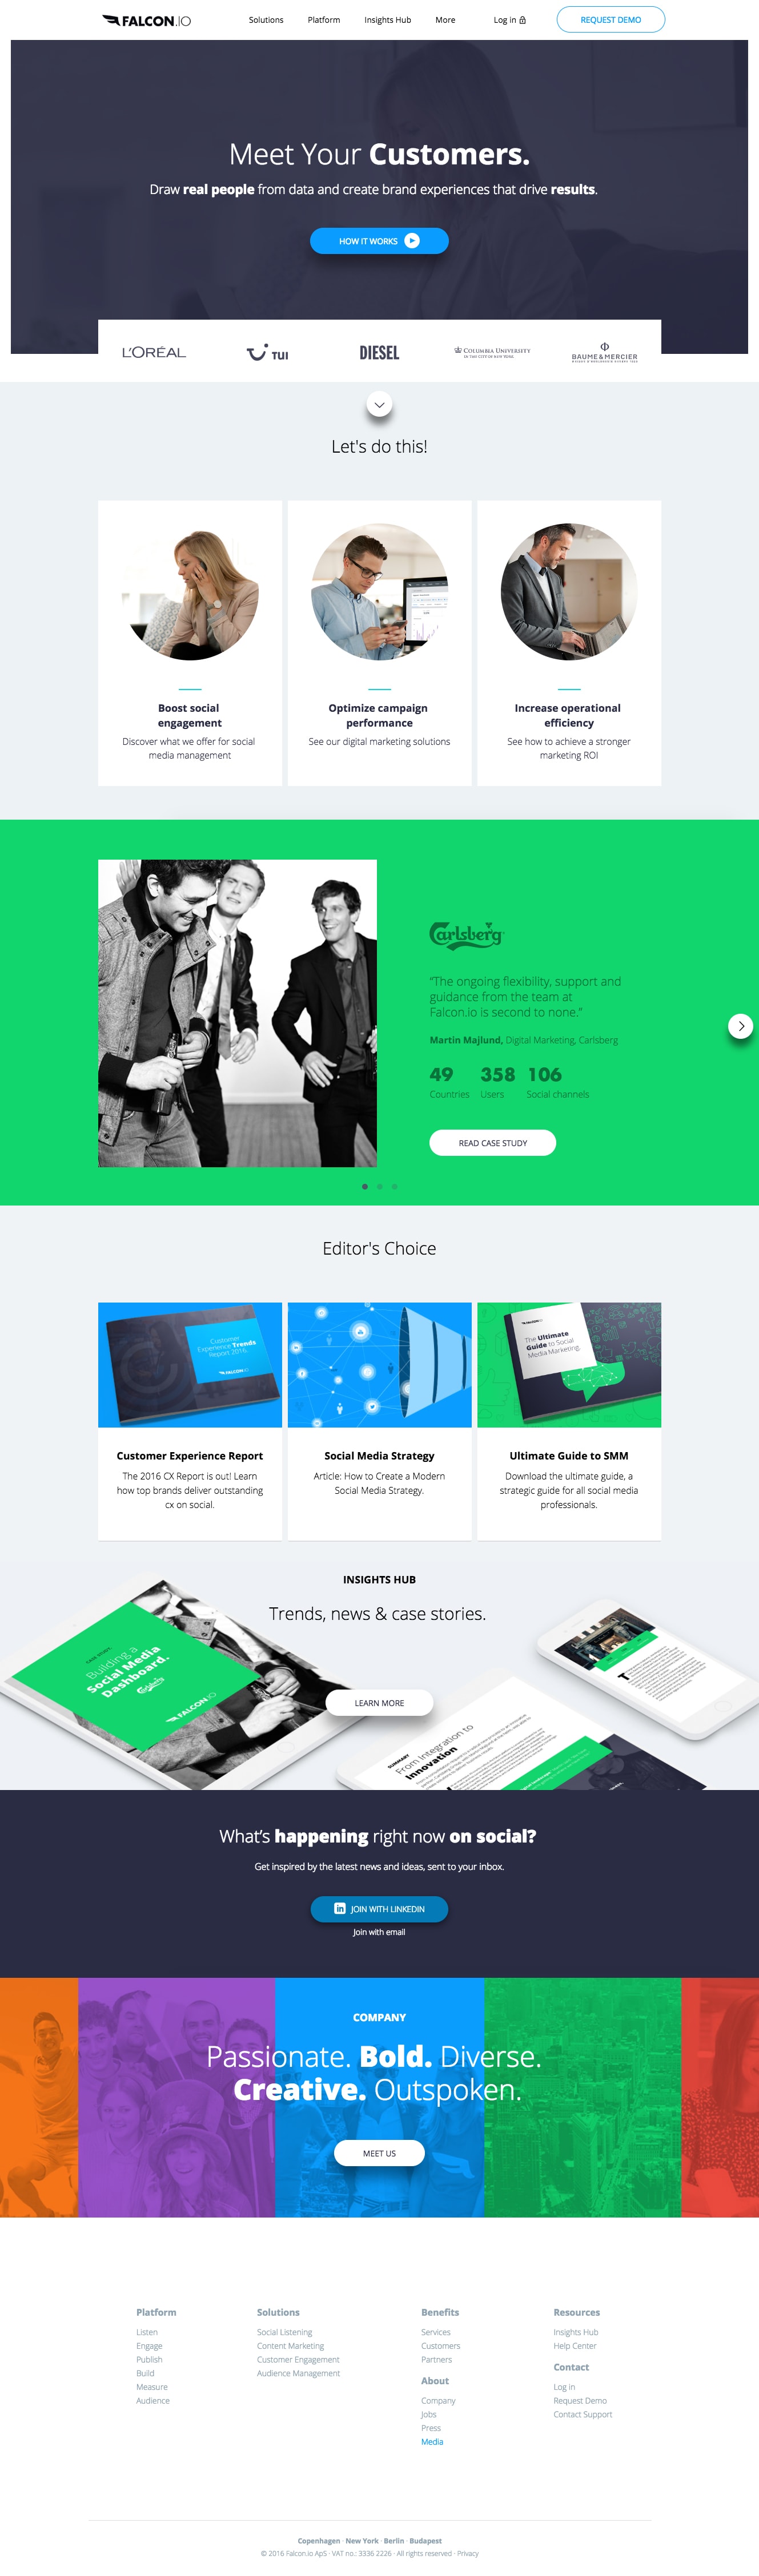 FALCON.IO
Solutions
Platform
Insights Hub
More
Log in
REQUEST DEMO
Meet Your Customers.
Draw real people from data and create brand experiences that drive results.
HOW IT WORKS
L'ORÉAL
TUI
DIESEL
COLUMBIA UNIVERSITY
IN THE CITY OF NEW YORK
BAUME & MERCIER
Let's do this!
Boost social
engagement
Discover what we offer for social
media management
Optimize campaign
performance
See our digital marketing solutions
Increase operational
efficiency
See how to achieve a stronger
marketing ROI
Carlsberg
“The ongoing flexibility, support and
guidance from the team at
Falcon.io is second to none.”
Martin Majlund, Digital Marketing, Carlsberg
49 358 106
Countries Users Social channels
READ CASE STUDY
Editor's Choice
Customer
Experience Trends
Report 2016
FALCON.IO
FALCON.IO
The Ultimate
Guide to Social
Media Marketing.
Customer Experience Report
The 2016 CX Report is out! Learn
how top brands deliver outstanding
cx on social.
Social Media Strategy
Article: How to Create a Modern
Social Media Strategy.
Ultimate Guide to SMM
Download the ultimate guide, a
strategic guide for all social media
professionals.
INSIGHTS HUB
Trends, news & case stories.
Building a
Social Media
Dashboard.
Carlsberg
FALCON.IO
LEARN MORE
SUMMARY
From Integration to
Innovation
What's happening right now on social?
Get inspired by the latest news and ideas, sent to your inbox.
in JOIN WITH LINKEDIN
Join with email
COMPANY
Passionate. Bold. Diverse.
Creative. Outspoken.
MEET US
Platform
Listen
Engage
Publish
Build
Measure
Audience
Solutions
Social Listening
Content Marketing
Customer Engagement
Audience Management
Benefits
Services
Customers
Partners
About
Company
Jobs
Press
Media
Resources
Insights Hub
Help Center
Contact
Log in
Request Demo
Contact Support
Copenhagen · New York · Berlin · Budapest
© 2016 Falcon.io ApS · VAT no.: 3336 2226 · All rights reserved · Privacy